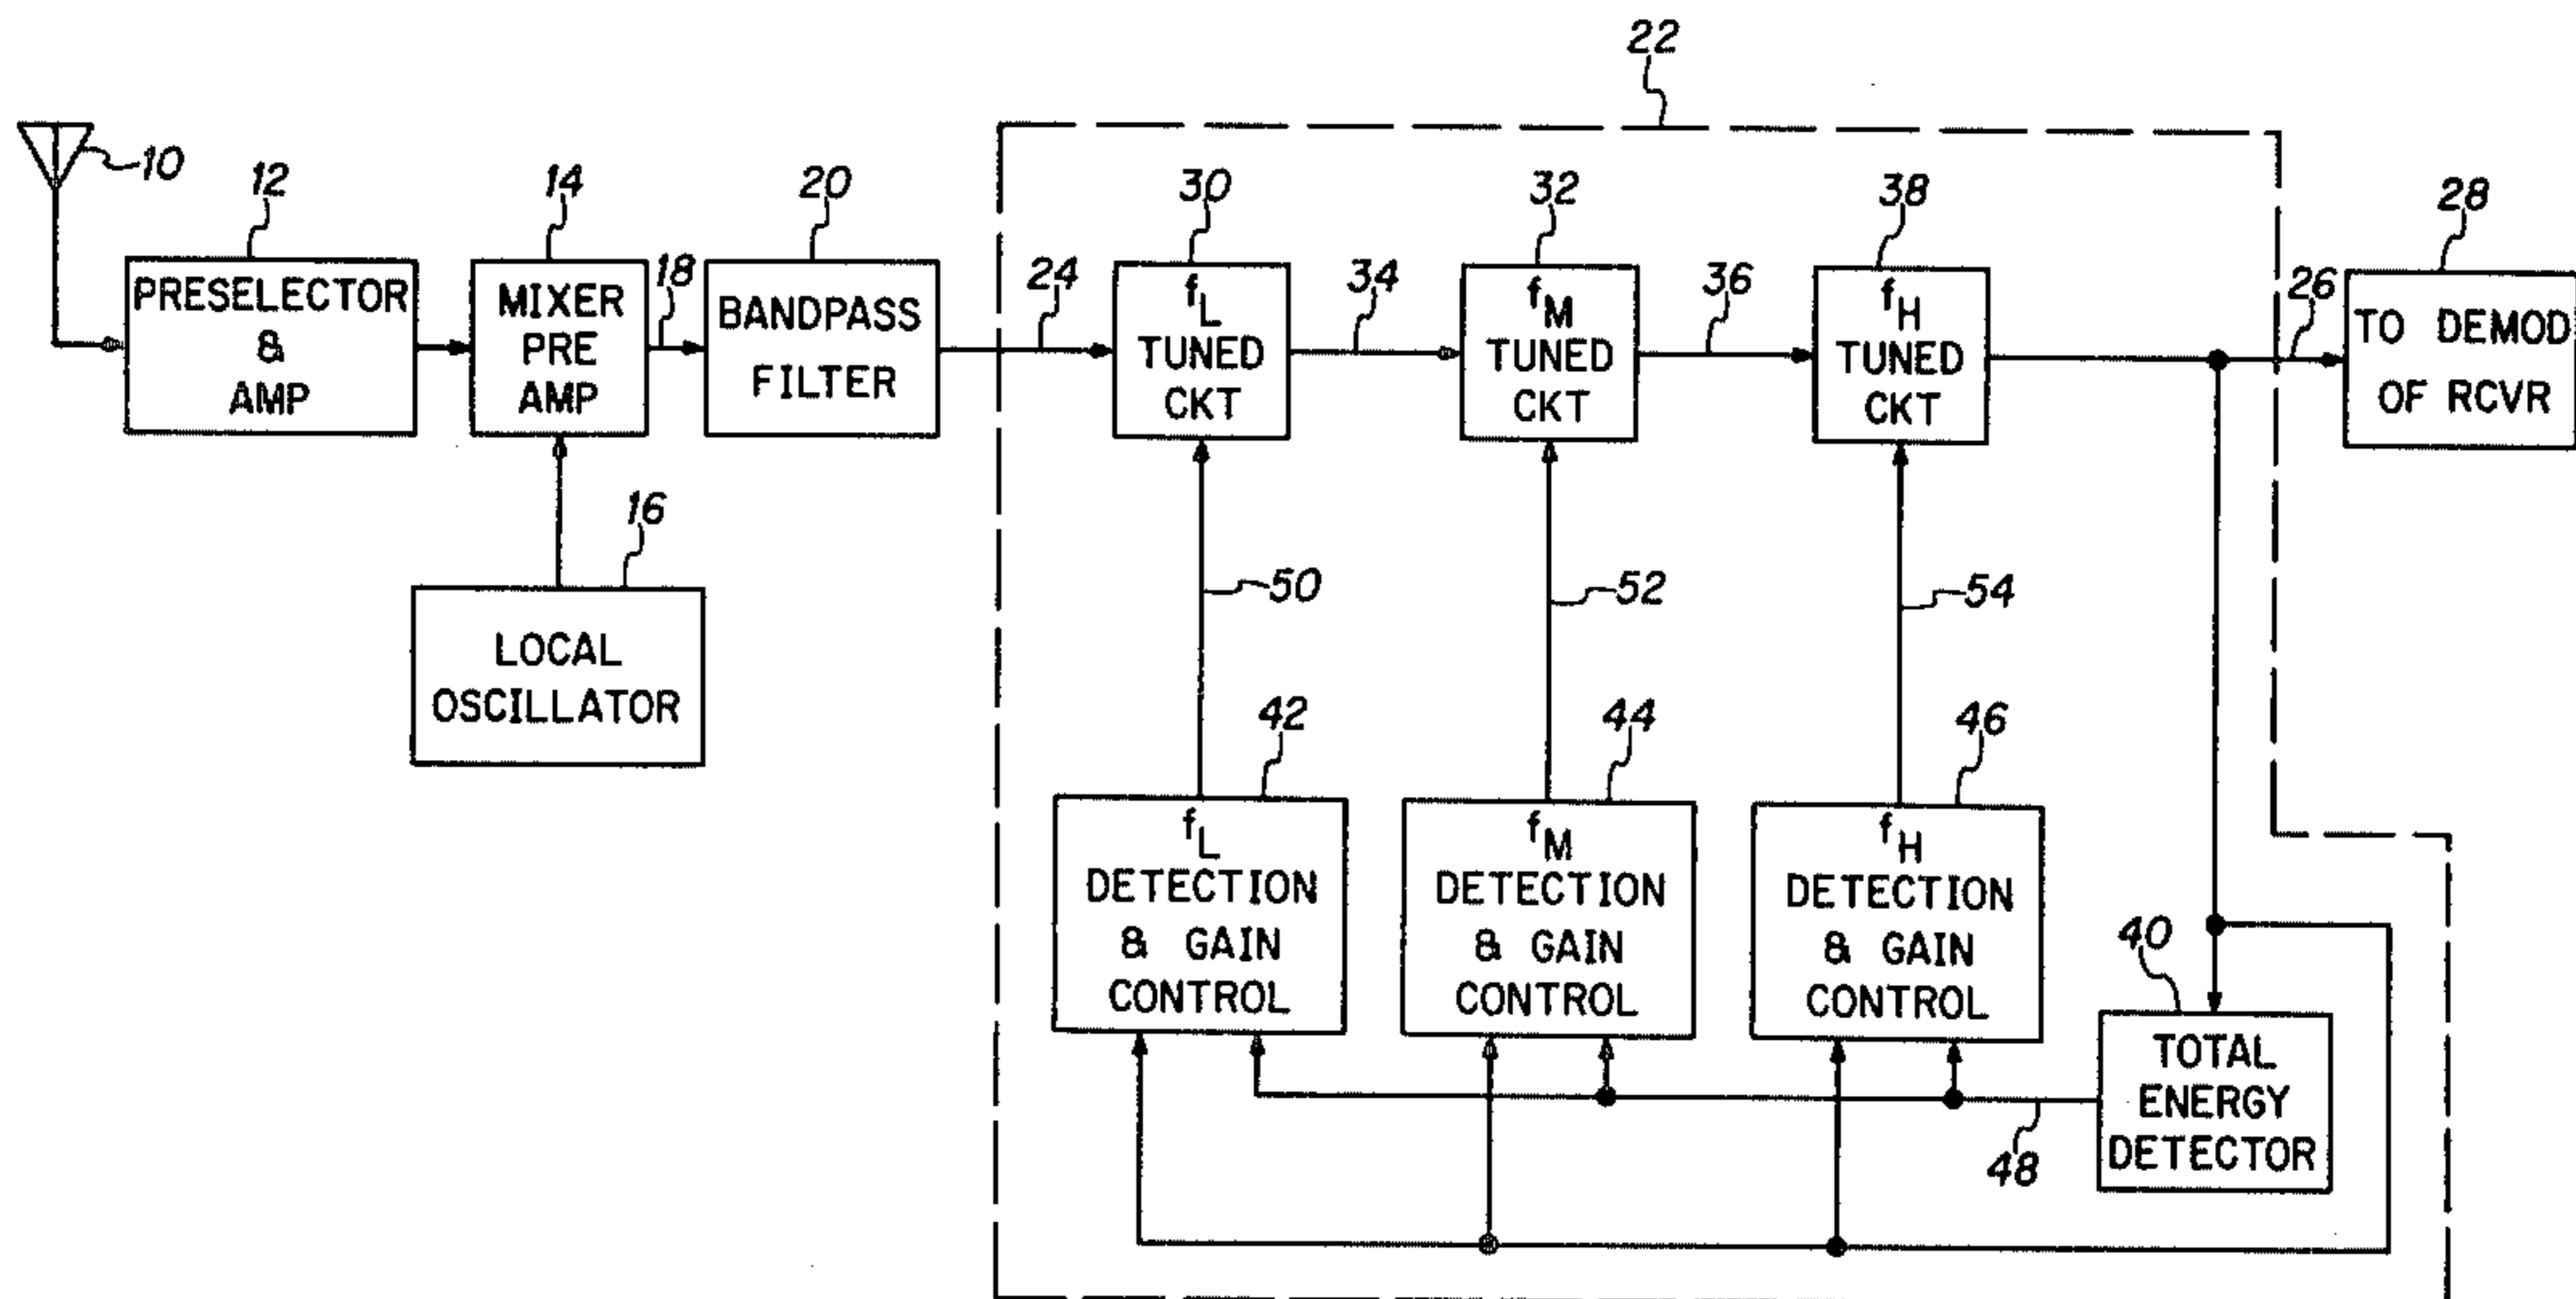 22
10
12
14
20
30
32
38
28
PRESELECTOR
&
AMP
MIXER
PRE
AMP
18
BANDPASS
FILTER
24
fL
TUNED
CKT
34
fM
TUNED
CKT
36
fH
TUNED
CKT
26
TO DEMOD
OF RCVR
16
LOCAL
OSCILLATOR
50
52
54
42
44
46
fL
DETECTION
& GAIN
CONTROL
fM
DETECTION
& GAIN
CONTROL
fH
DETECTION
& GAIN
CONTROL
40
TOTAL
ENERGY
DETECTOR
48